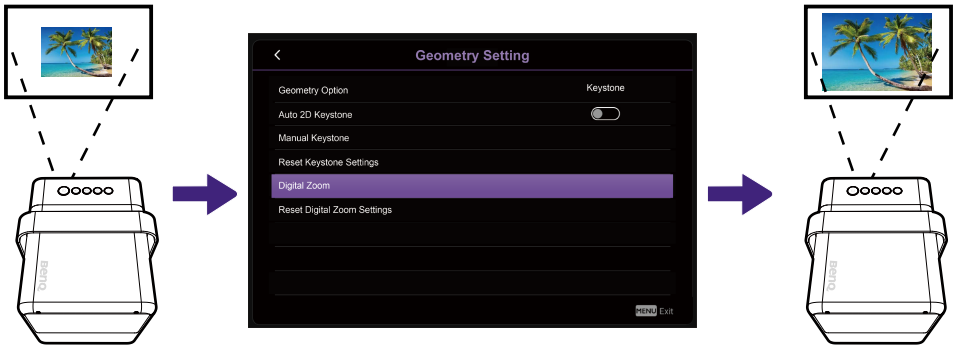 Geometry Setting
Geometry Option Keystone
Auto 2D Keystone
Manual Keystone
Reset Keystone Settings
Digital Zoom
Reset Digital Zoom Settings
MENU Exit
BenQ
BenQ